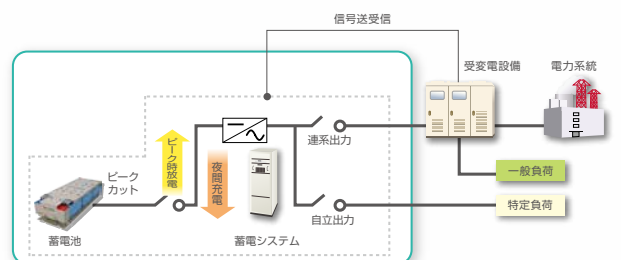 信号送受信
受変電設備
電力系統
連系出力
ピーク時放電
夜間充電
ピーク
カット
一般負荷
特定負荷
自立出力
蓄電池
蓄電システム